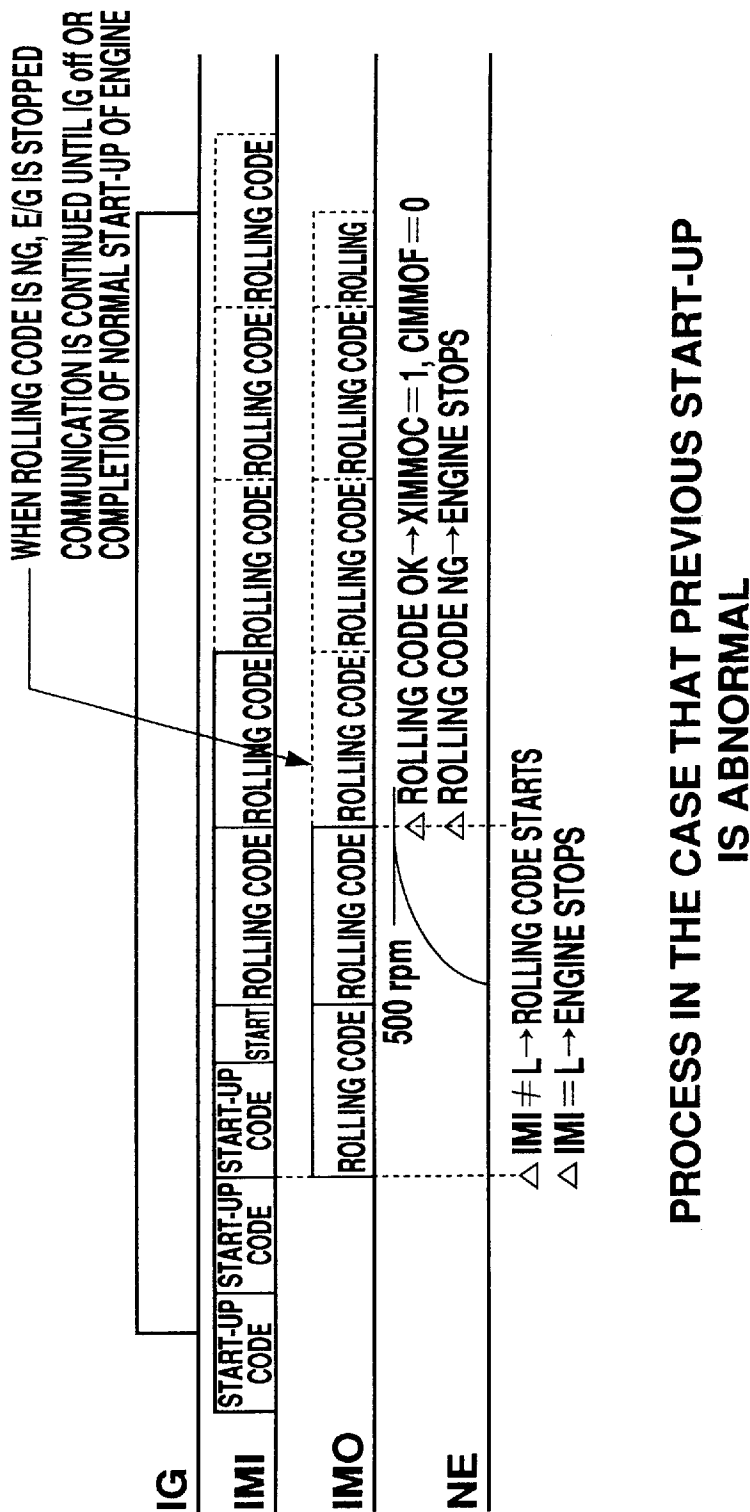 WHEN ROLLING CODE IS NG, E/G IS STOPPED
COMMUNICATION IS CONTINUED UNTIL IG off OR
COMPLETION OF NORMAL START-UP OF ENGINE
IG
IMI
START-UP CODE
START-UP CODE
START-UP CODE
START
ROLLING CODE
ROLLING CODE
ROLLING CODE
ROLLING CODE
ROLLING CODE
IMO
ROLLING CODE
ROLLING CODE
ROLLING CODE
ROLLING CODE
ROLLING CODE
ROLLING
NE
500 rpm
△ ROLLING CODE OK→XIMMOC=1, CIMMOF=0
△ ROLLING CODE NG→ENGINE STOPS
△ IMI≠L→ROLLING CODE STARTS
△ IMI=L→ENGINE STOPS
PROCESS IN THE CASE THAT PREVIOUS START-UP
IS ABNORMAL